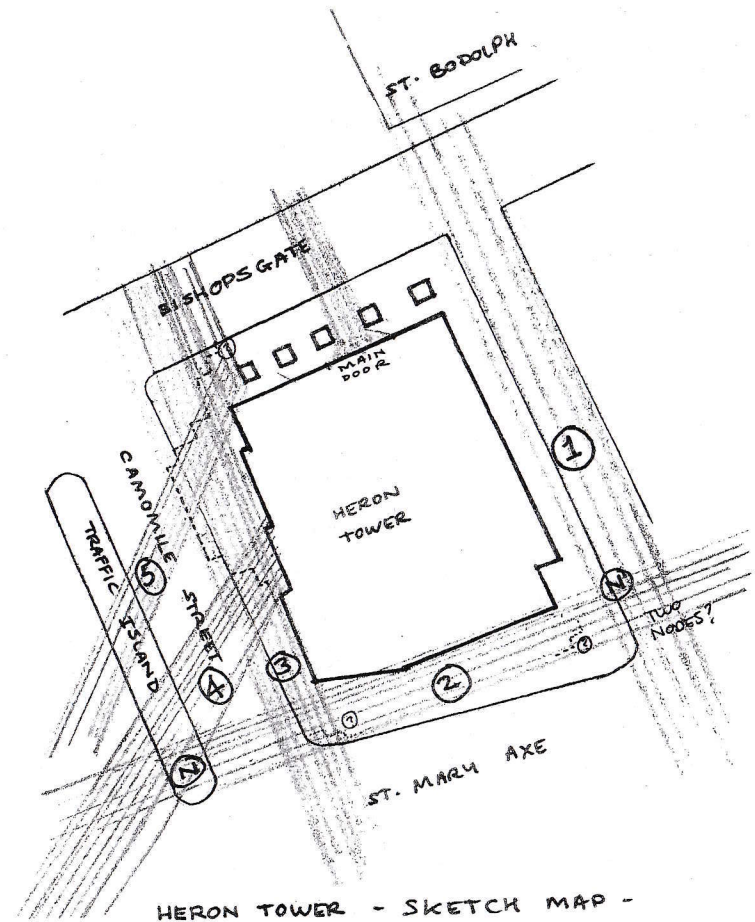 ST. BODOLPH
BISHOPSGATE
?
MAIN
DOOR
CAMOMILE
STREET
HERON
TOWER
1
TRAFFIC
ISLAND
5
N
TWO
NODES?
?
3
4
2
?
N
ST. MARY AXE
HERON TOWER - SKETCH MAP -